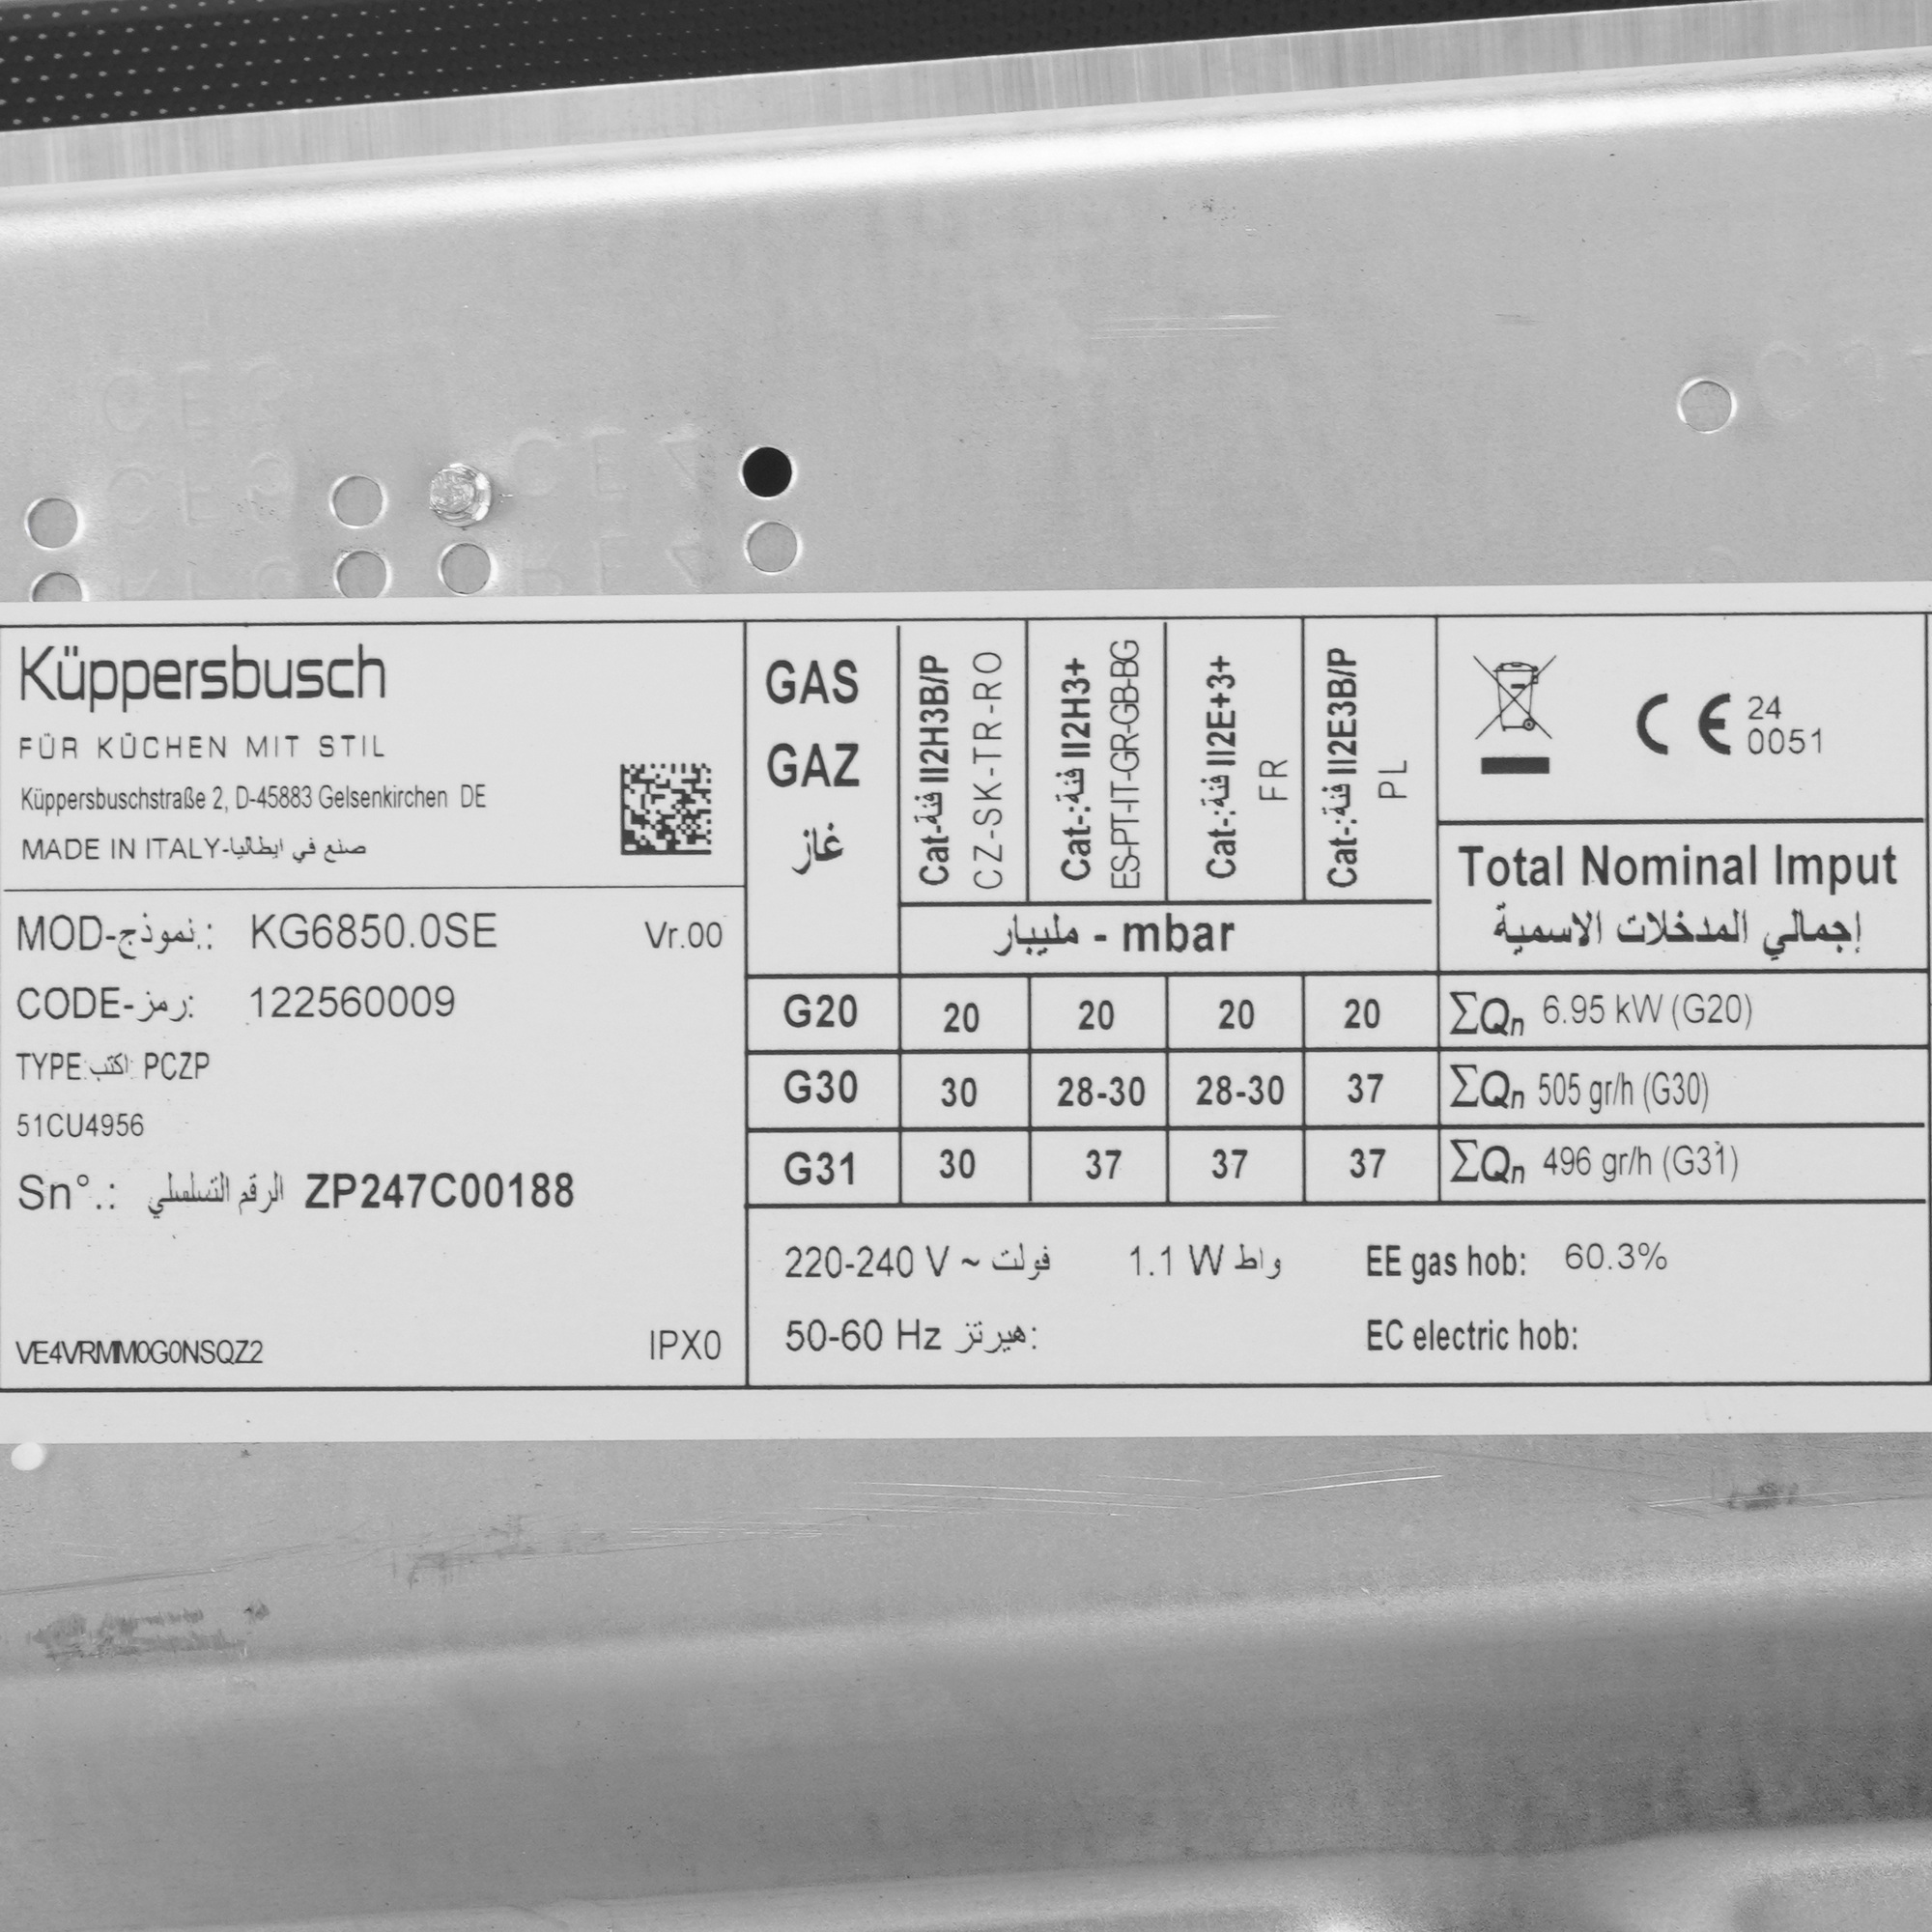 Küppersbusch
FÜR KÜCHEN MIT STIL
Küppersbuschstraße 2, D-45883 Gelsenkirchen DE
MADE IN ITALY-صنع في ايطاليا
MOD-نموذج.: KG6850.0SE Vr.00
CODE-رمز: 122560009
TYPE:اكتب: PCZP
51CU4956
Sn°.: الرقم التسلسلي ZP247C00188
VE4VRMM0G0NSQZ2 IPX0
GAS
GAZ
غاز
Cat-فئة II2H3B/P
CZ-SK-TR-RO
Cat-:فئة II2H3+
ES-PT-IT-GR-GB-BG
Cat-:فئة II2E+3+
FR
Cat-:فئة II2E3B/P
PL
مليبار - mbar
G20 20 20 20 20
G30 30 28-30 28-30 37
G31 30 37 37 37
CE 24
0051
Total Nominal Imput
إجمالي المدخلات الاسمية
ΣQn 6.95 kW (G20)
ΣQn 505 gr/h (G30)
ΣQn 496 gr/h (G31)
220-240 V ~ فولت 1.1 W واط EE gas hob: 60.3%
50-60 Hz هيرتز: EC electric hob: